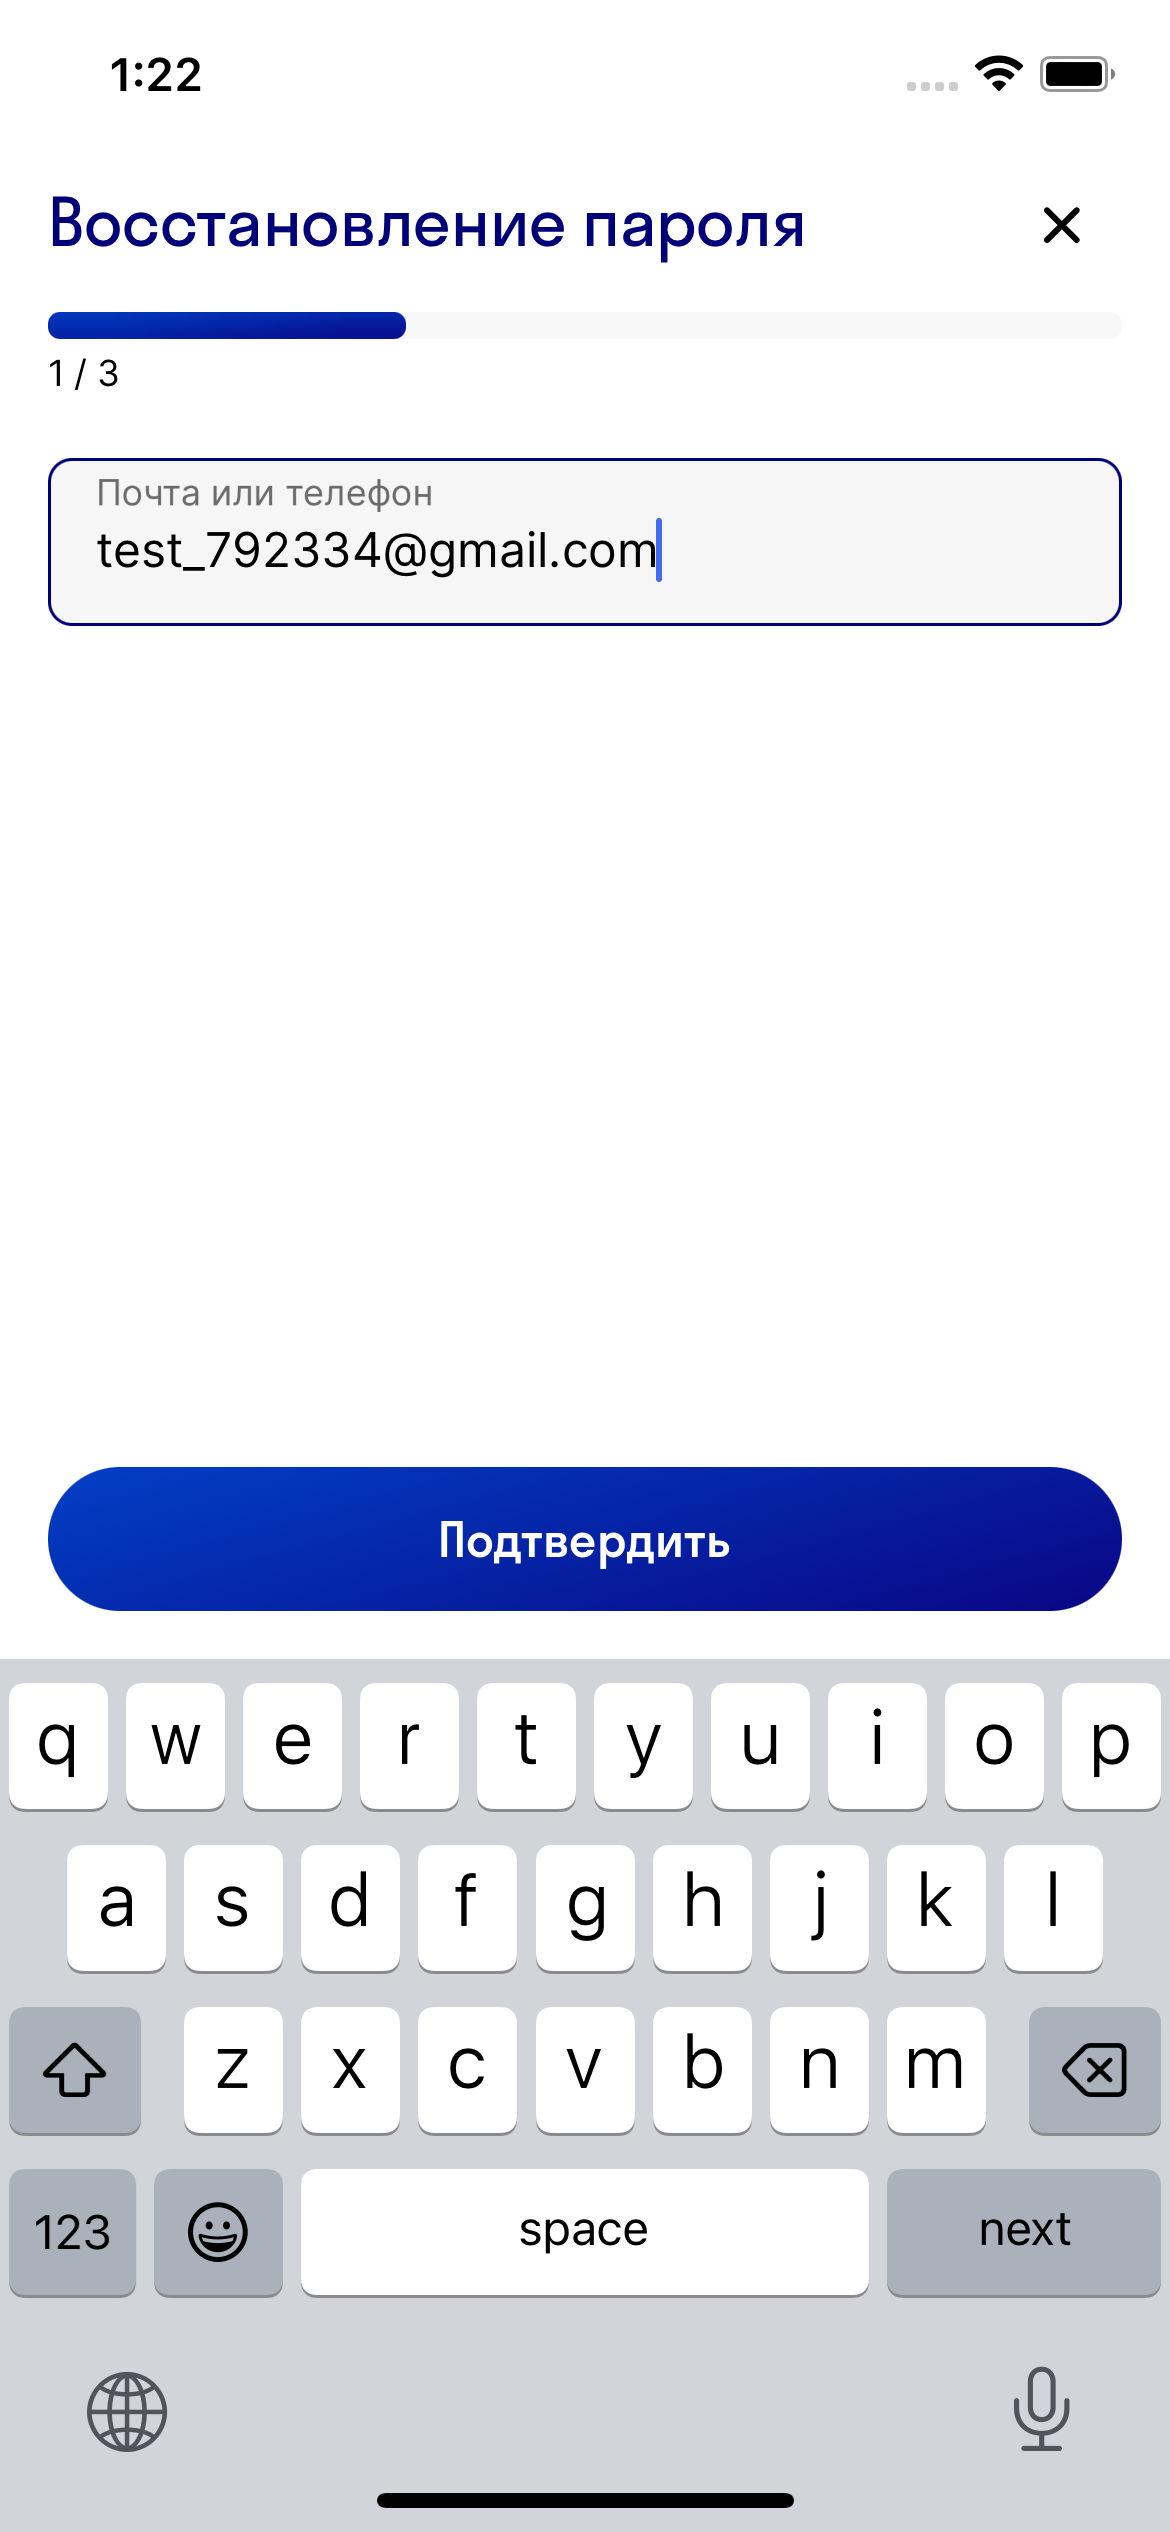 1:22
Восстановление пароля
1 / 3
Почта или телефон
test_792334@gmail.com
Подтвердить
q w e r t y u i o p
a s d f g h j k l
z x c v b n m
123 space next